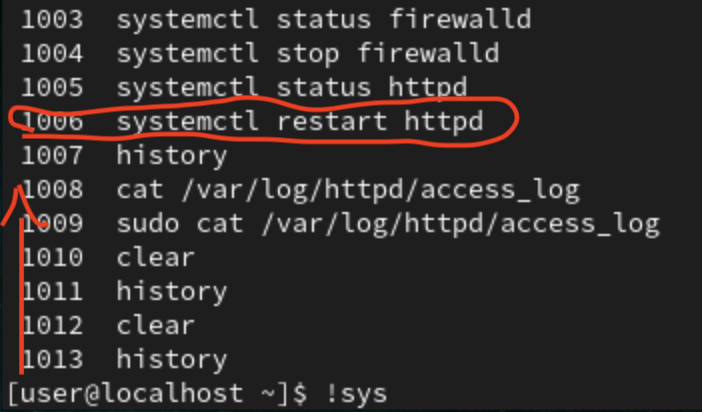 1003 systemctl status firewalld
1004 systemctl stop firewalld
1005 systemctl status httpd
1006 systemctl restart httpd
1007 history
1008 cat /var/log/httpd/access_log
1009 sudo cat /var/log/httpd/access_log
1010 clear
1011 history
1012 clear
1013 history
[user@localhost ~]$ !sys